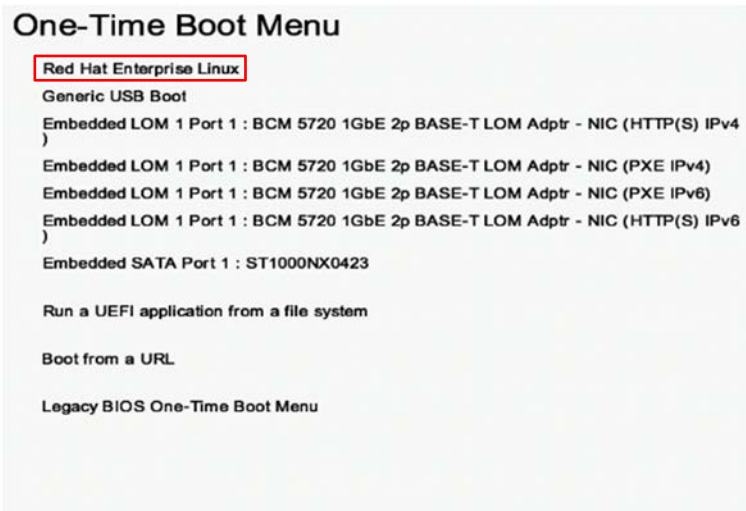 One-Time Boot Menu
Red Hat Enterprise Linux
Generic USB Boot
Embedded LOM 1 Port 1 : BCM 5720 1GbE 2p BASE-T LOM Adptr - NIC (HTTP(S) IPv4
)
Embedded LOM 1 Port 1 : BCM 5720 1GbE 2p BASE-T LOM Adptr - NIC (PXE IPv4)
Embedded LOM 1 Port 1 : BCM 5720 1GbE 2p BASE-T LOM Adptr - NIC (PXE IPv6)
Embedded LOM 1 Port 1 : BCM 5720 1GbE 2p BASE-T LOM Adptr - NIC (HTTP(S) IPv6
)
Embedded SATA Port 1 : ST1000NX0423
Run a UEFI application from a file system
Boot from a URL
Legacy BIOS One-Time Boot Menu